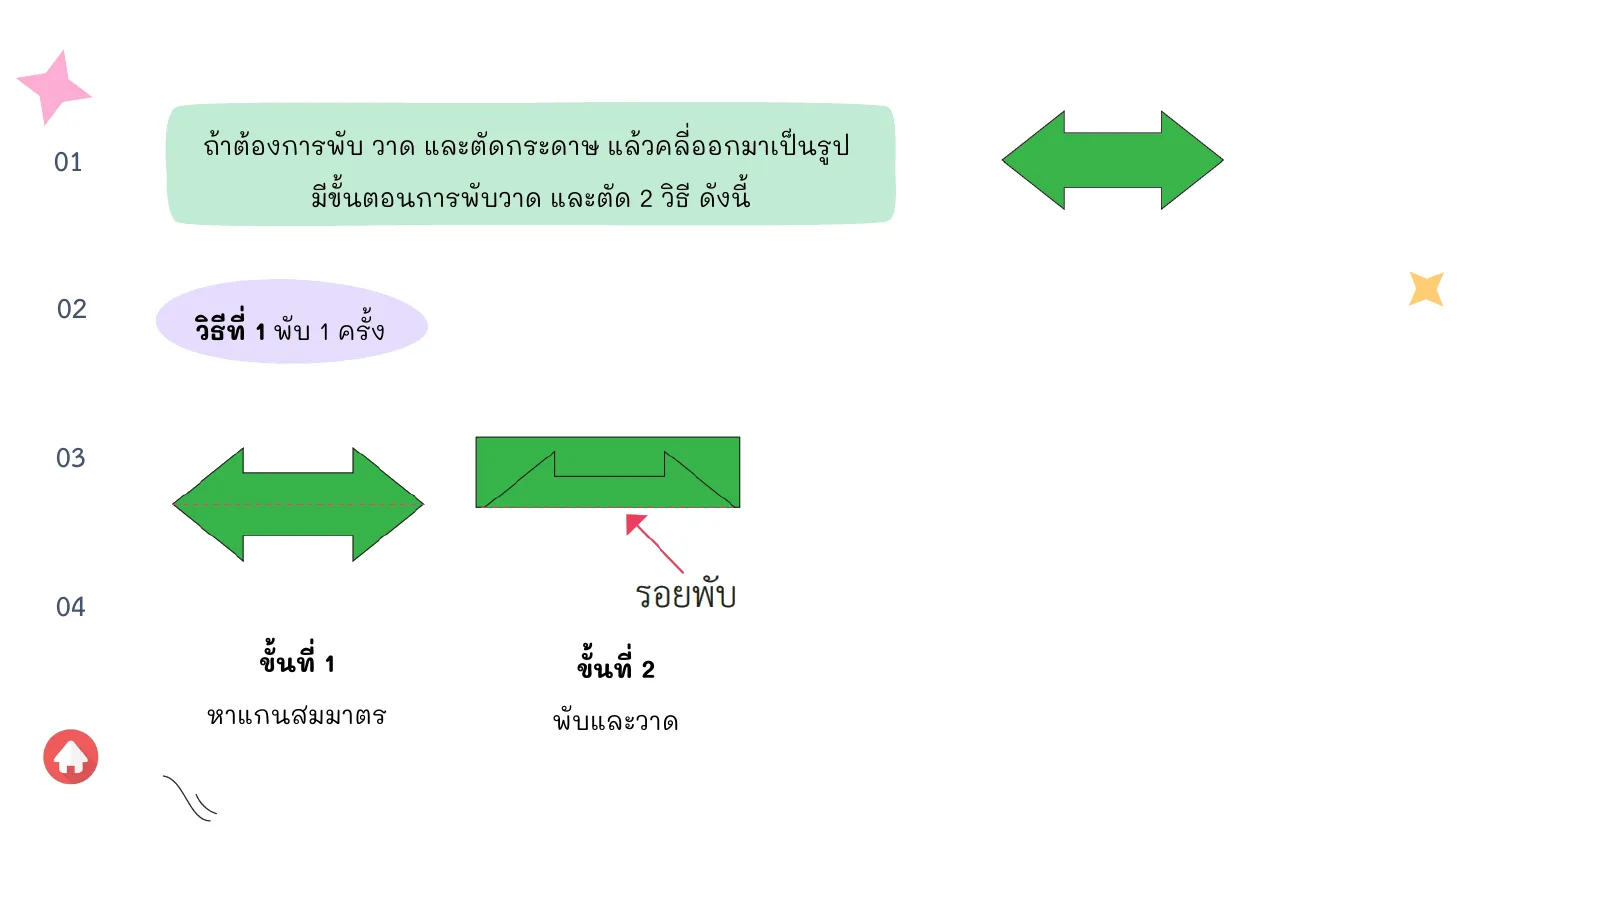 01
ถ้าต้องการพับ วาด และตัดกระดาษ แล้วคลี่ออกมาเป็นรูป
มีขั้นตอนการพับวาด และตัด 2 วิธี ดังนี้
02
วิธีที่ 1 พับ 1 ครั้ง
03
รอยพับ
04
ขั้นที่ 1
หาแกนสมมาตร
ขั้นที่ 2
พับและวาด